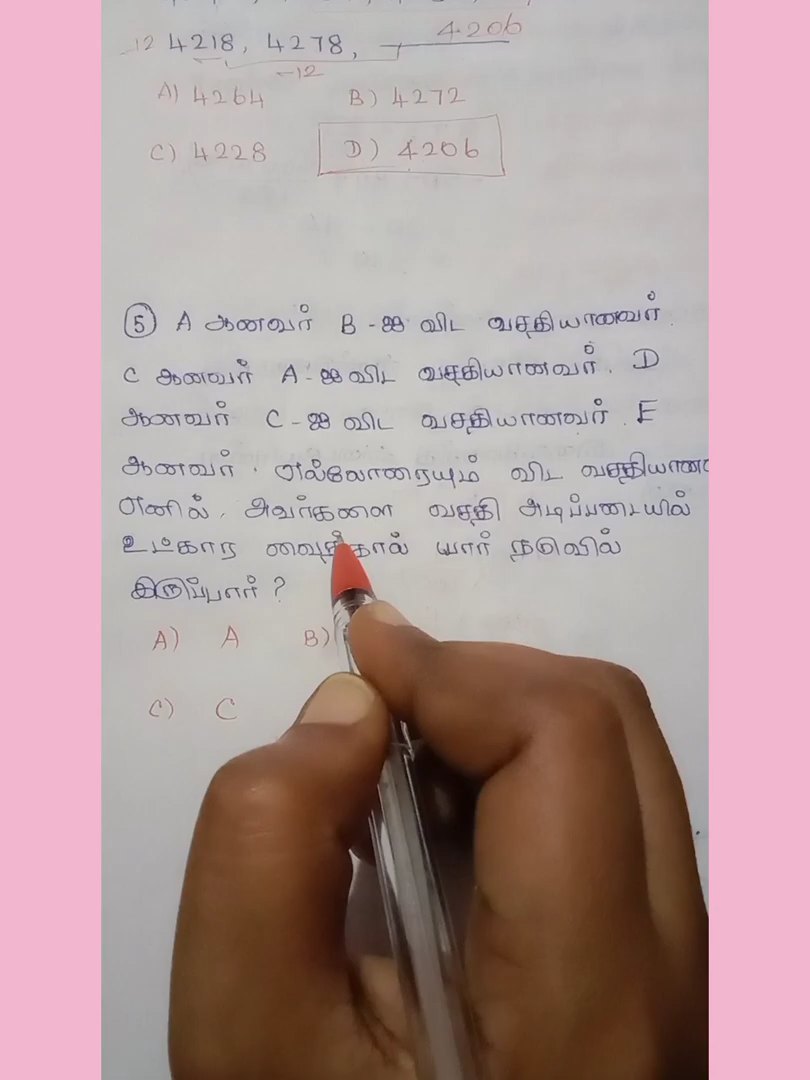 -12 4218, 4278, 4206
-12
A) 4264 B) 4272
C) 4228 D) 4206
5 A ஆனவர் B-ஐ விட வசதியானவர்.
C ஆனவர் A-ஐ விட வசதியானவர். D
ஆனவர் C-ஐ விட வசதியானவர். E
ஆனவர். எல்லோரையும் விட வசதியான
எனில், அவர்களை வசதி அடிப்படையில்
உட்கார வைத்தால் யார் நடுவில்
இருப்பார்?
A) A B)
C) C